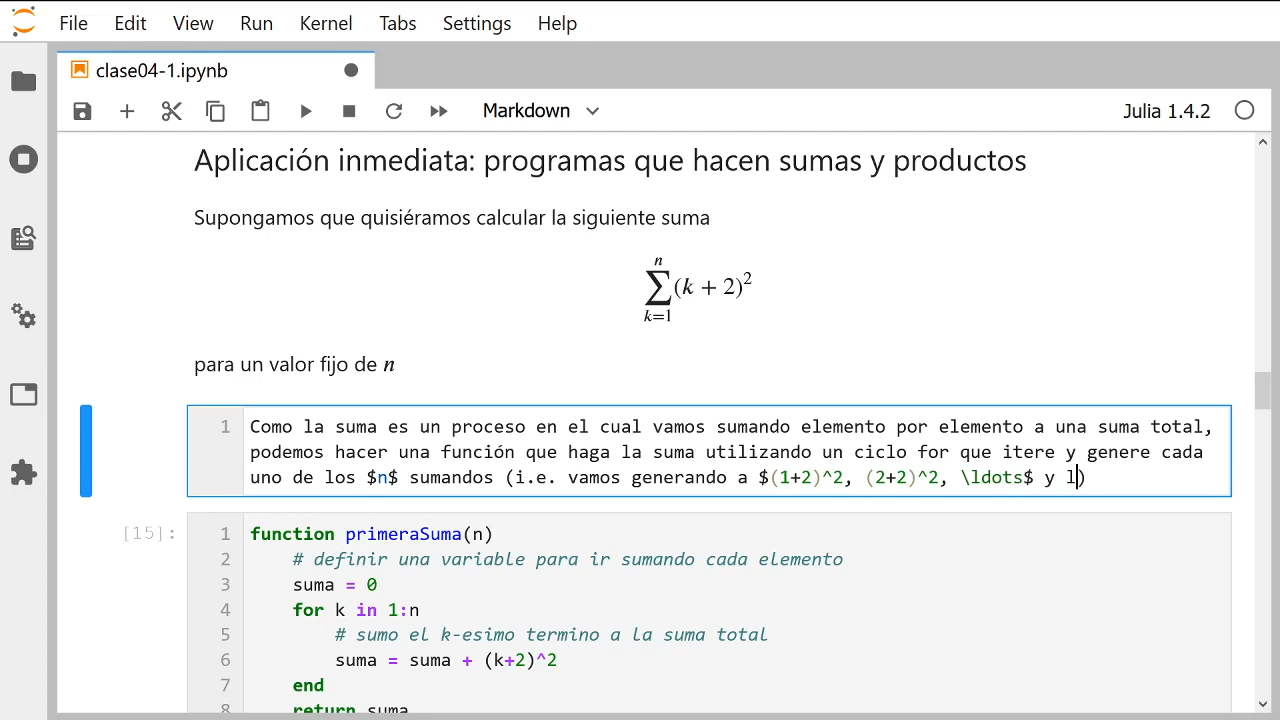 File Edit View Run Kernel Tabs Settings Help
clase04-1.ipynb
Markdown Julia 1.4.2
Aplicación inmediata: programas que hacen sumas y productos
Supongamos que quisiéramos calcular la siguiente suma
n
∑(k + 2)²
k=1
para un valor fijo de n
1 Como la suma es un proceso en el cual vamos sumando elemento por elemento a una suma total,
podemos hacer una función que haga la suma utilizando un ciclo for que itere y genere cada
uno de los $n$ sumandos (i.e. vamos generando a $(1+2)^2, (2+2)^2, \ldots$ y l)
[15]: 1 function primeraSuma(n)
2 # definir una variable para ir sumando cada elemento
3 suma = 0
4 for k in 1:n
5 # sumo el k-esimo termino a la suma total
6 suma = suma + (k+2)^2
7 end
8 return suma